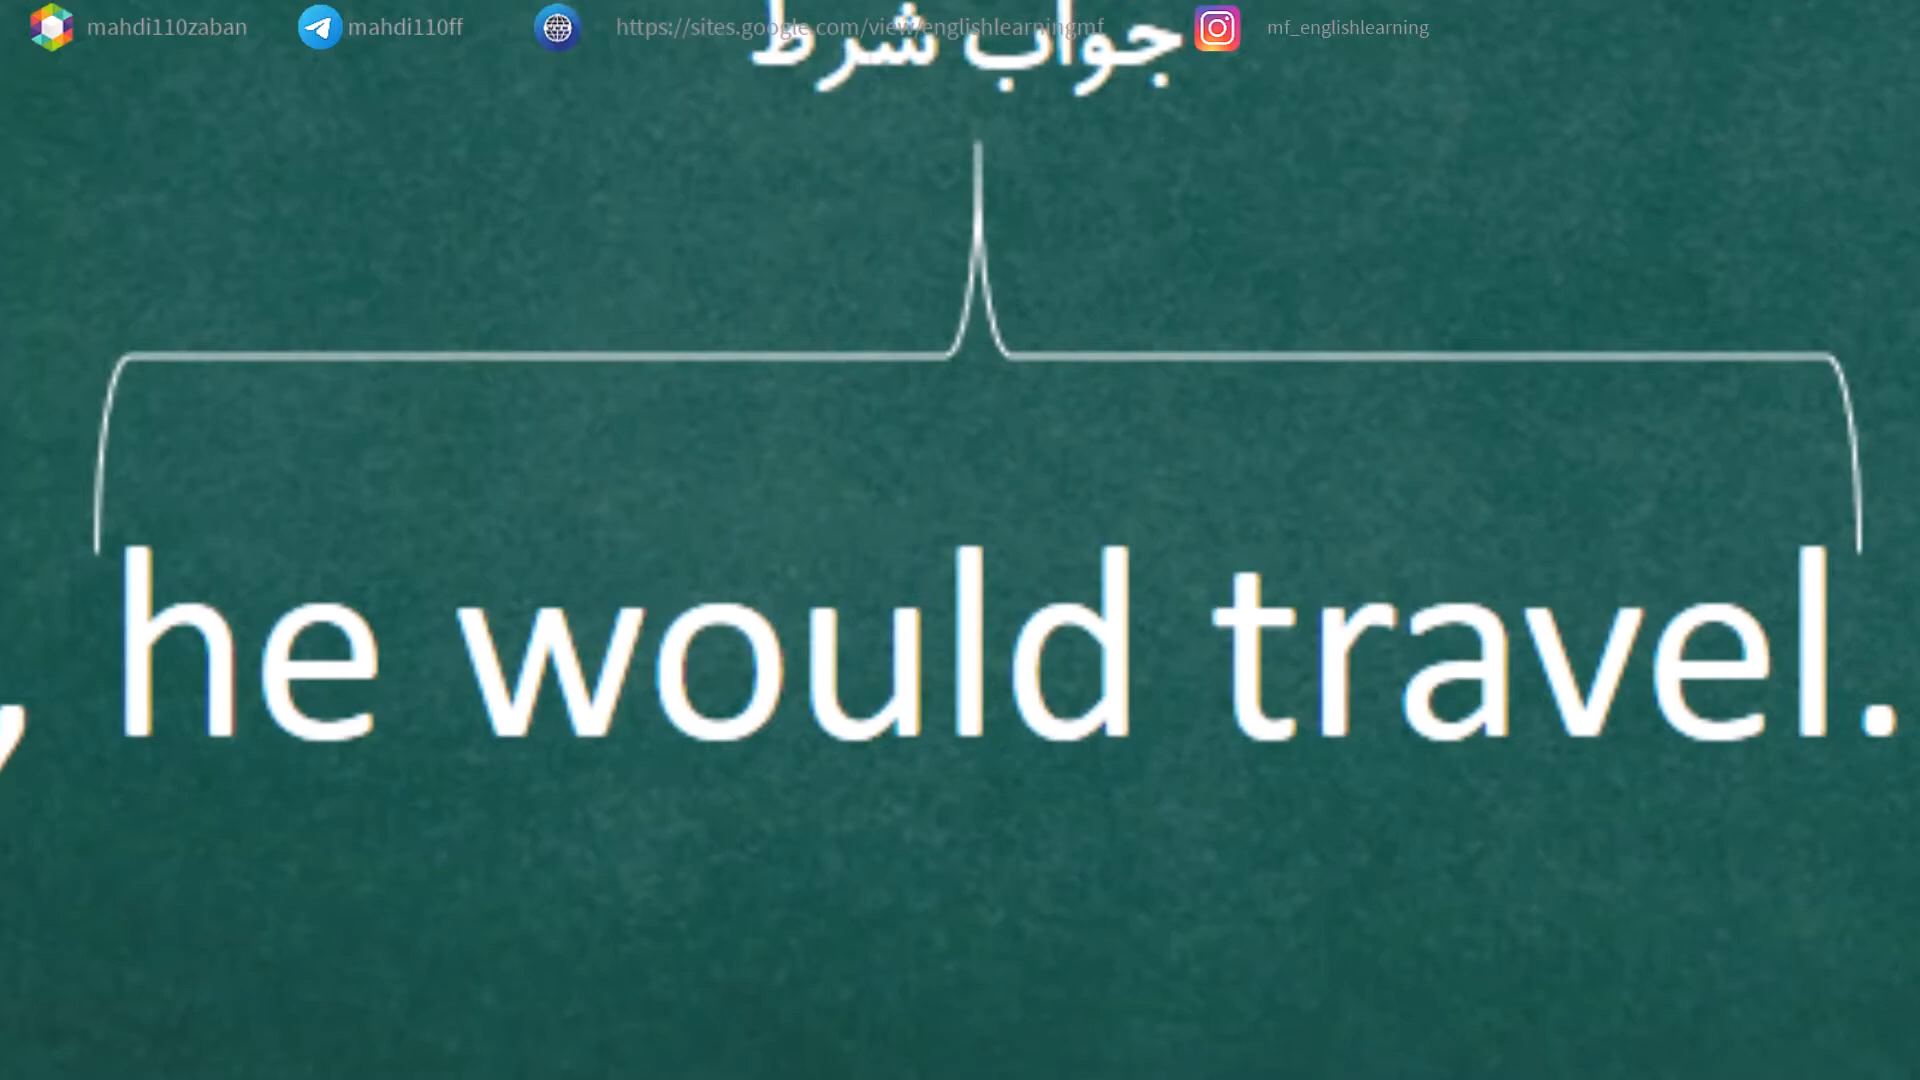 mahdi110zaban mahdi110ff https://sites.google.com/view/englishlearningmf mf_englishlearning
جواب شرط
, he would travel.